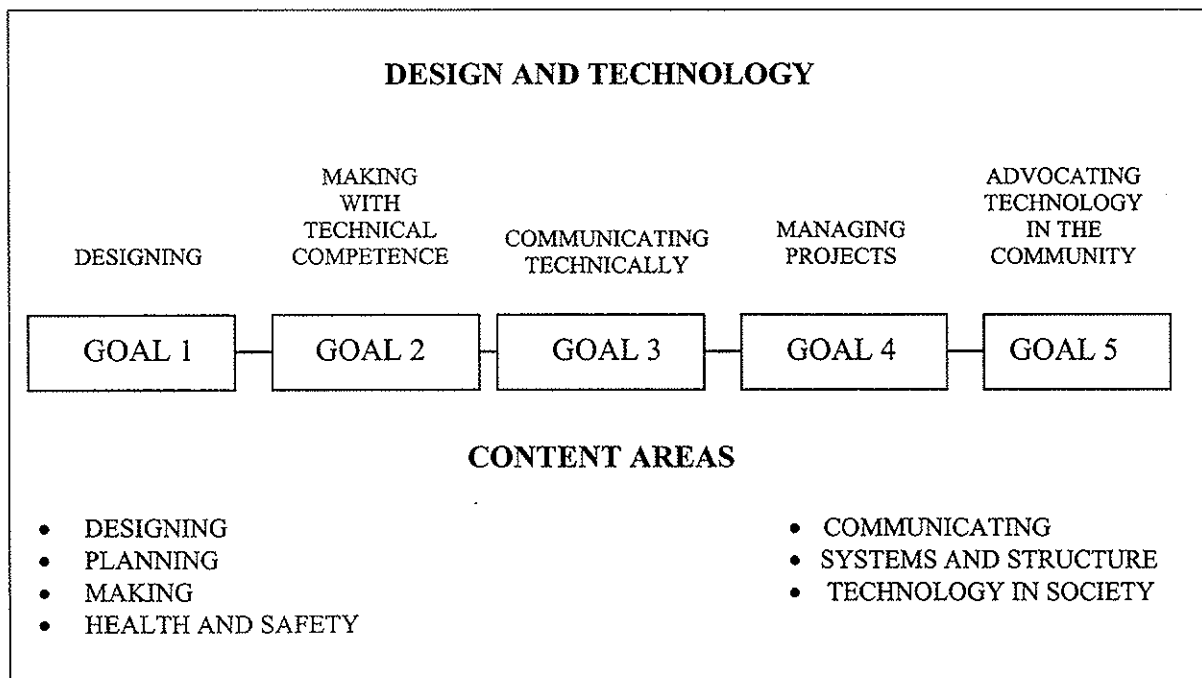 DESIGN AND TECHNOLOGY
DESIGNING
MAKING
WITH
TECHNICAL
COMPETENCE
COMMUNICATING
TECHNICALLY
MANAGING
PROJECTS
ADVOCATING
TECHNOLOGY
IN THE
COMMUNITY
GOAL 1
GOAL 2
GOAL 3
GOAL 4
GOAL 5
CONTENT AREAS
• DESIGNING
• PLANNING
• MAKING
• HEALTH AND SAFETY
• COMMUNICATING
• SYSTEMS AND STRUCTURE
• TECHNOLOGY IN SOCIETY